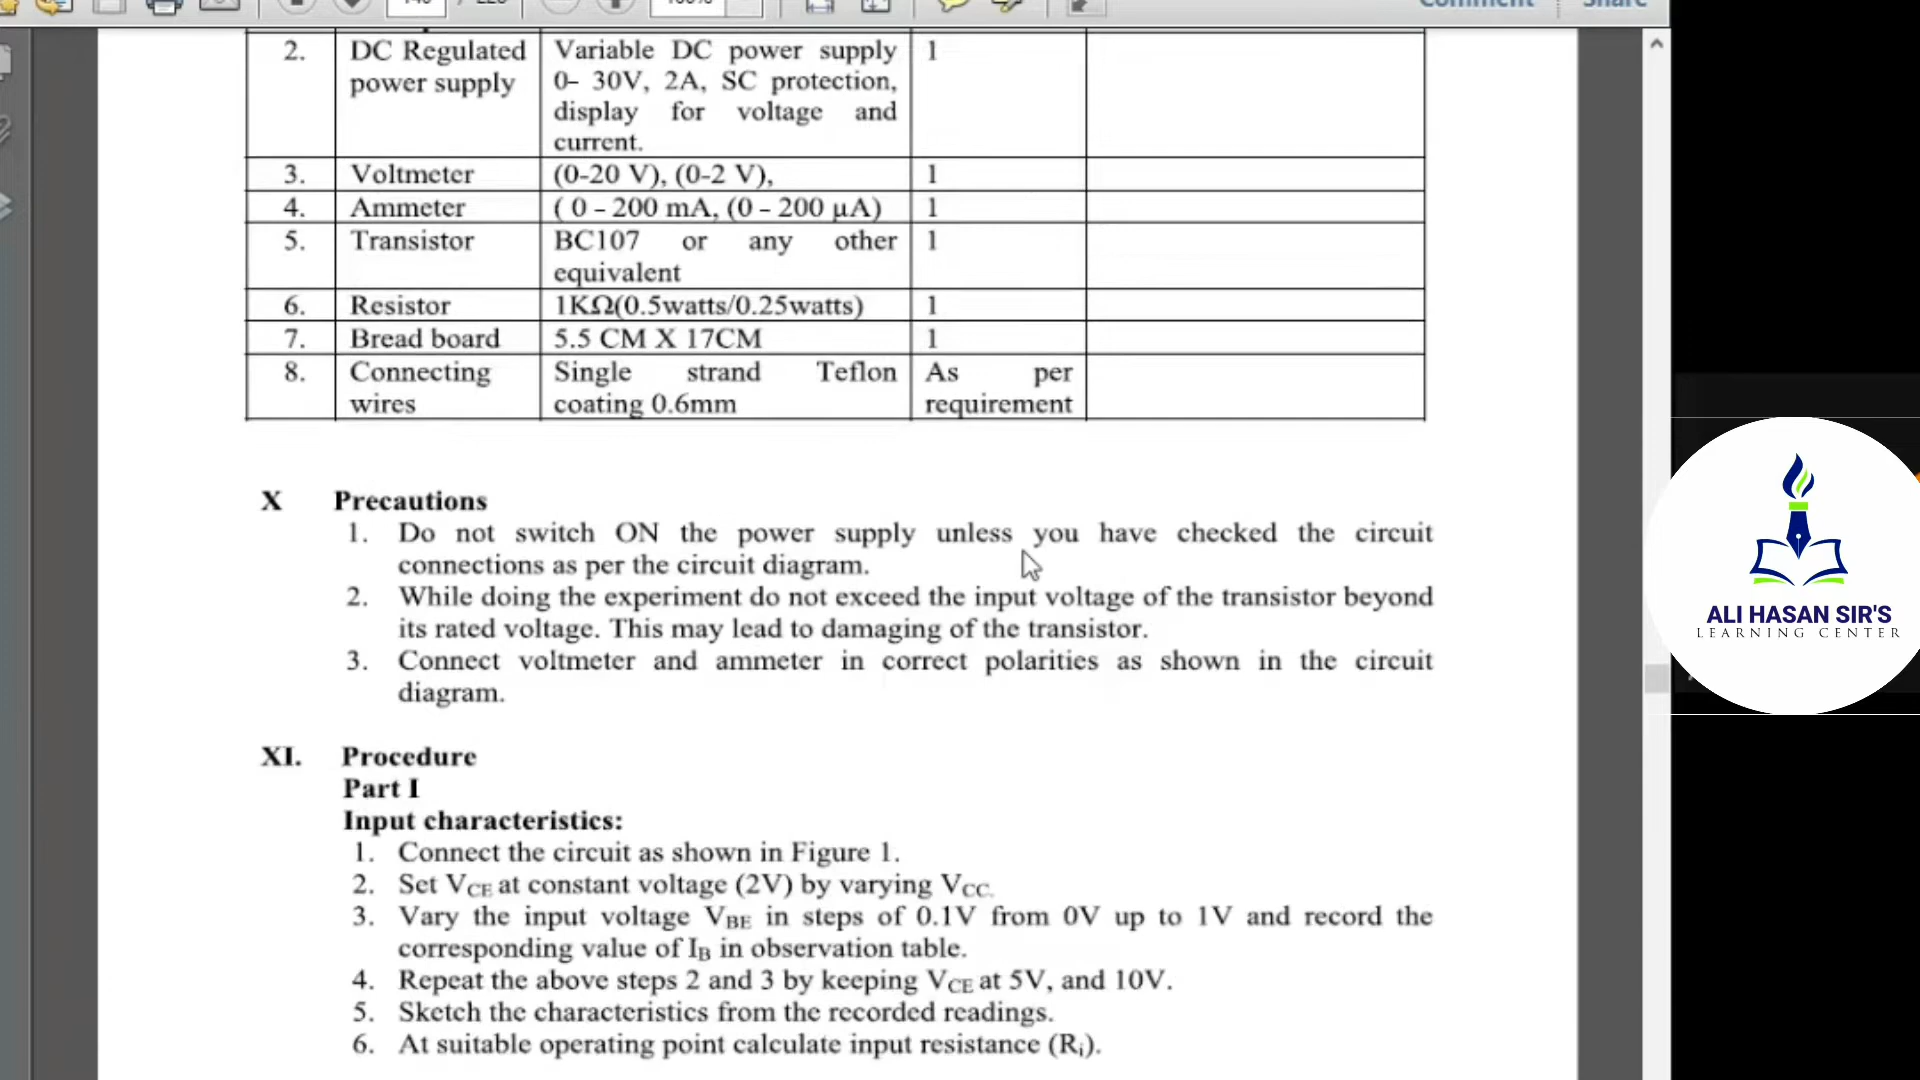 Comment Share
2. DC Regulated power supply Variable DC power supply 0– 30V, 2A, SC protection, display for voltage and current. 1
3. Voltmeter (0-20 V), (0-2 V), 1
4. Ammeter ( 0 – 200 mA, (0 – 200 µA) 1
5. Transistor BC107 or any other equivalent 1
6. Resistor 1KΩ(0.5watts/0.25watts) 1
7. Bread board 5.5 CM X 17CM 1
8. Connecting wires Single strand Teflon coating 0.6mm As per requirement
X Precautions
1. Do not switch ON the power supply unless you have checked the circuit
connections as per the circuit diagram.
2. While doing the experiment do not exceed the input voltage of the transistor beyond
its rated voltage. This may lead to damaging of the transistor.
3. Connect voltmeter and ammeter in correct polarities as shown in the circuit
diagram.
ALI HASAN SIR'S
LEARNING CENTER
XI. Procedure
Part I
Input characteristics:
1. Connect the circuit as shown in Figure 1.
2. Set VCE at constant voltage (2V) by varying VCC.
3. Vary the input voltage VBE in steps of 0.1V from 0V up to 1V and record the
corresponding value of IB in observation table.
4. Repeat the above steps 2 and 3 by keeping VCE at 5V, and 10V.
5. Sketch the characteristics from the recorded readings.
6. At suitable operating point calculate input resistance (Ri).